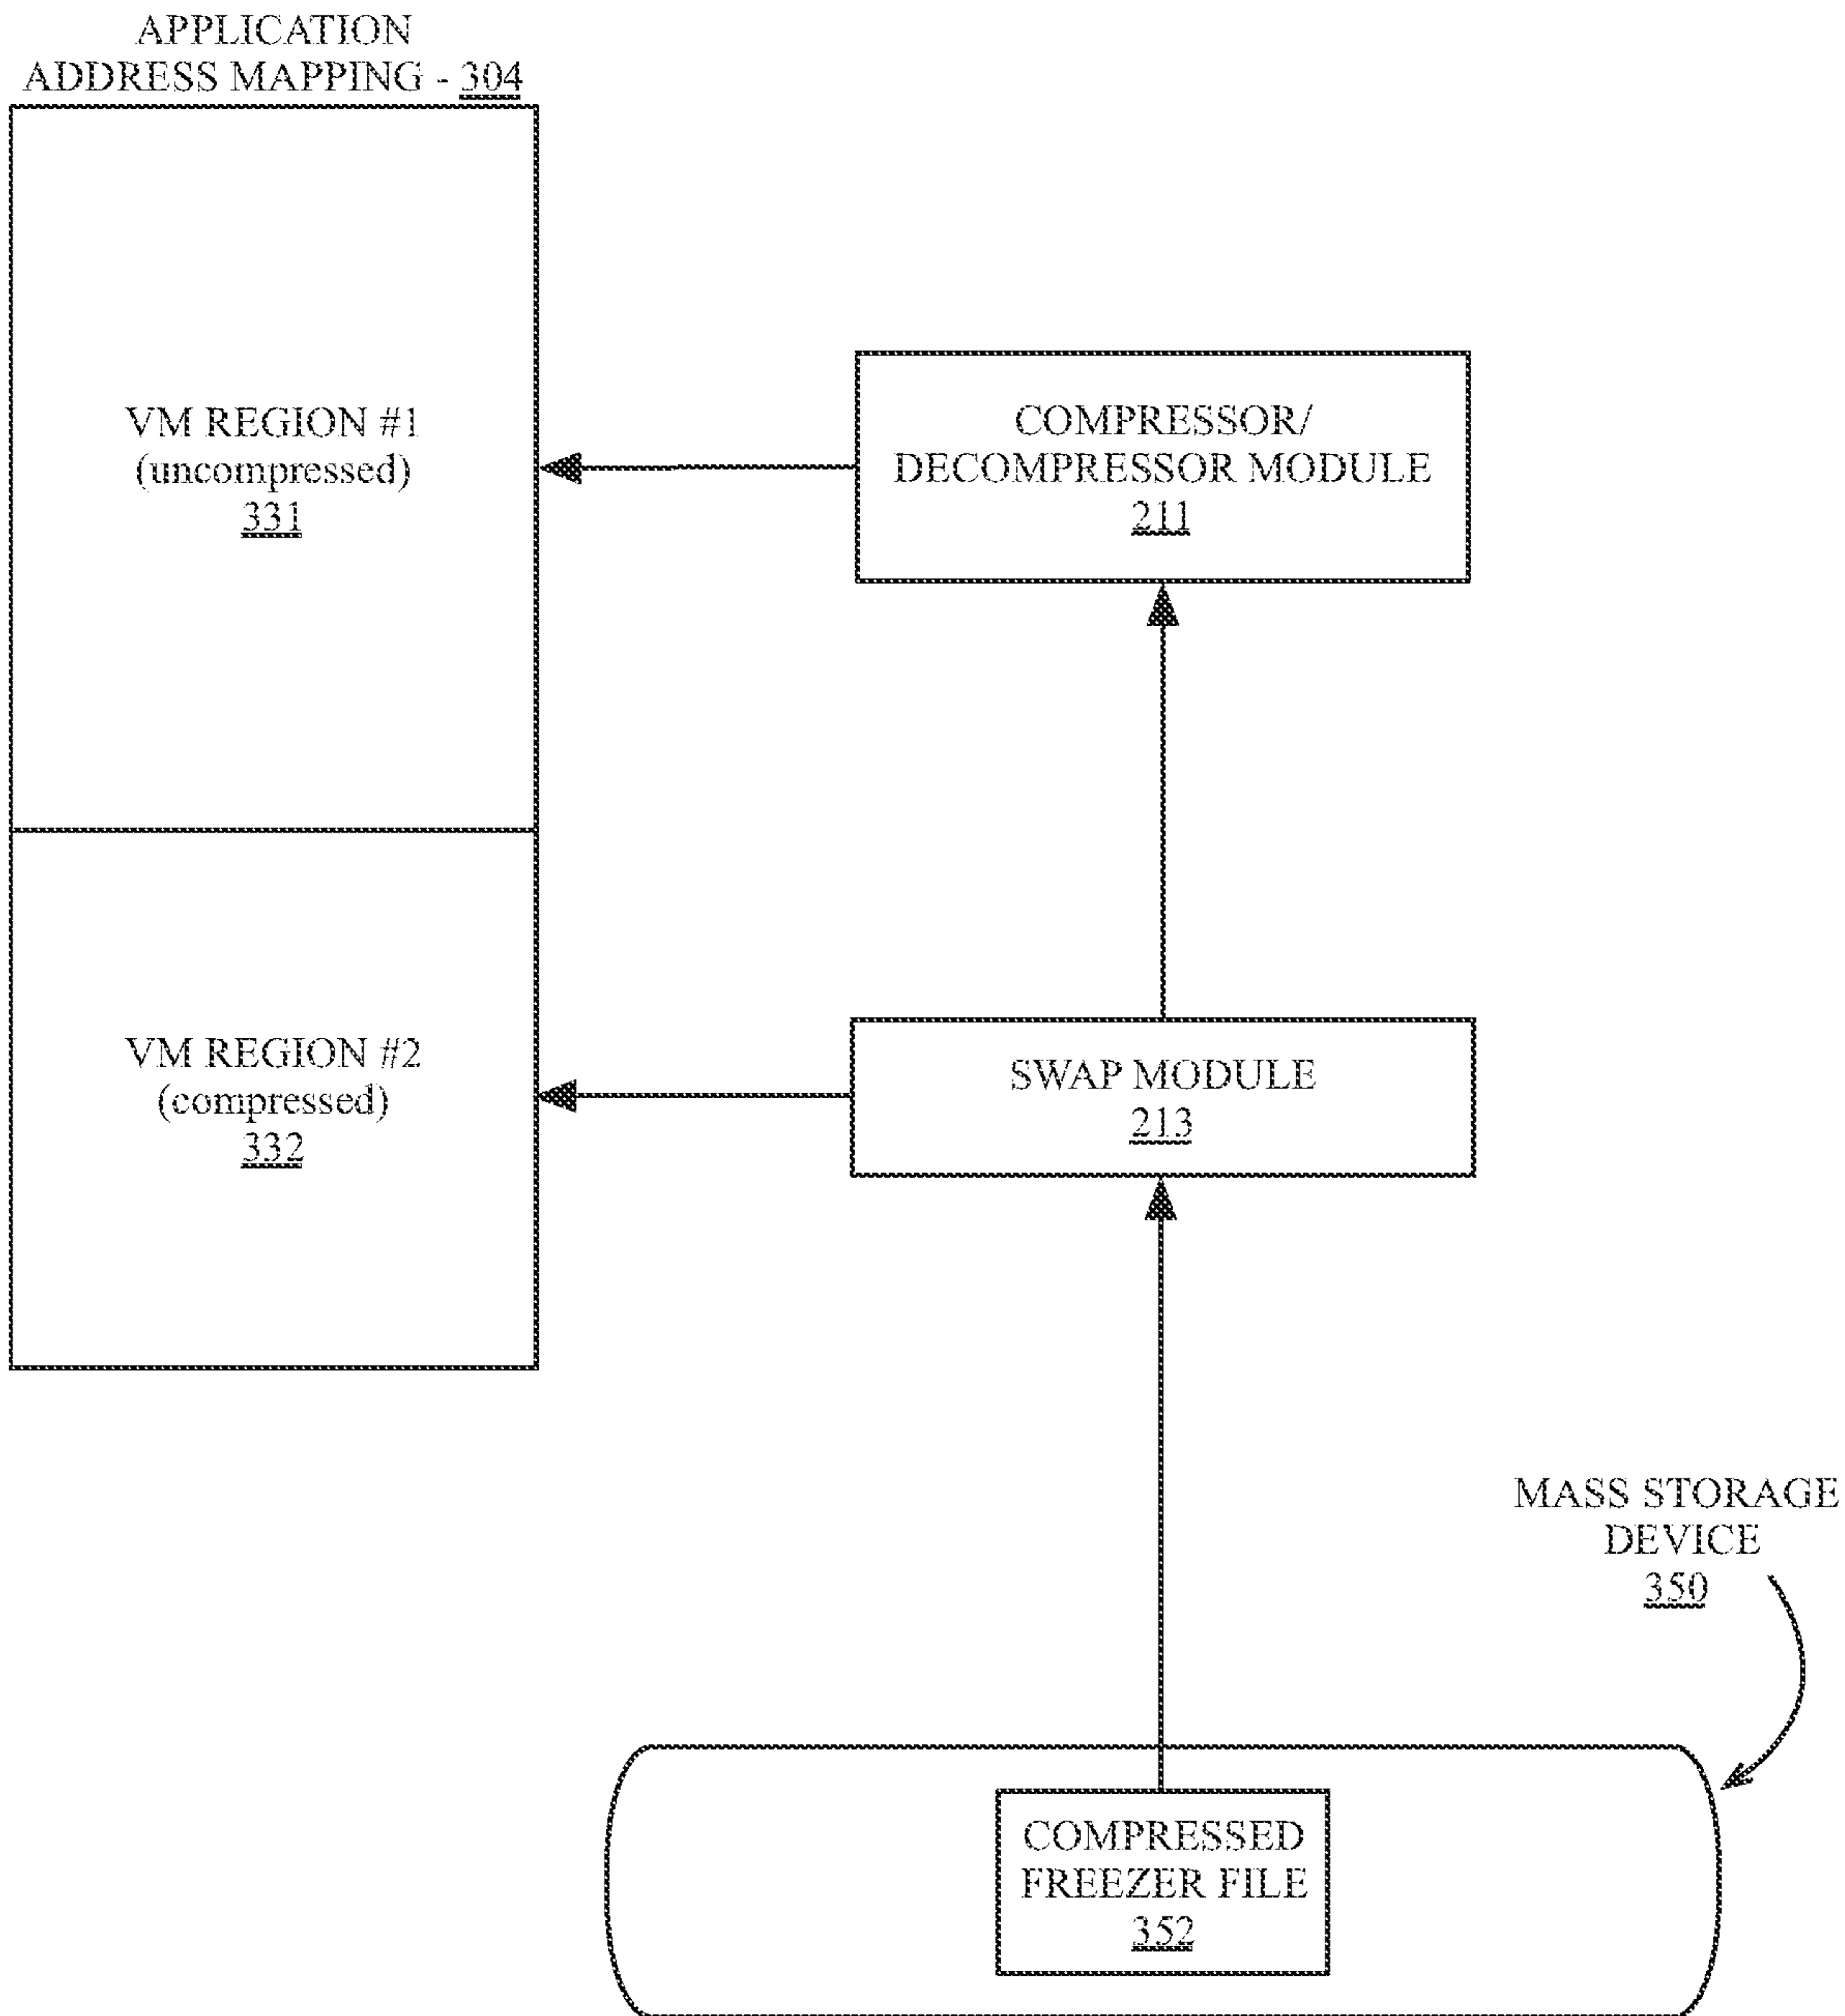 APPLICATION
ADDRESS MAPPING - 304
VM REGION #1
(uncompressed)
331
COMPRESSOR/
DECOMPRESSOR MODULE
211
VM REGION #2
(compressed)
332
SWAP MODULE
213
MASS STORAGE
DEVICE
350
COMPRESSED
FREEZER FILE
352